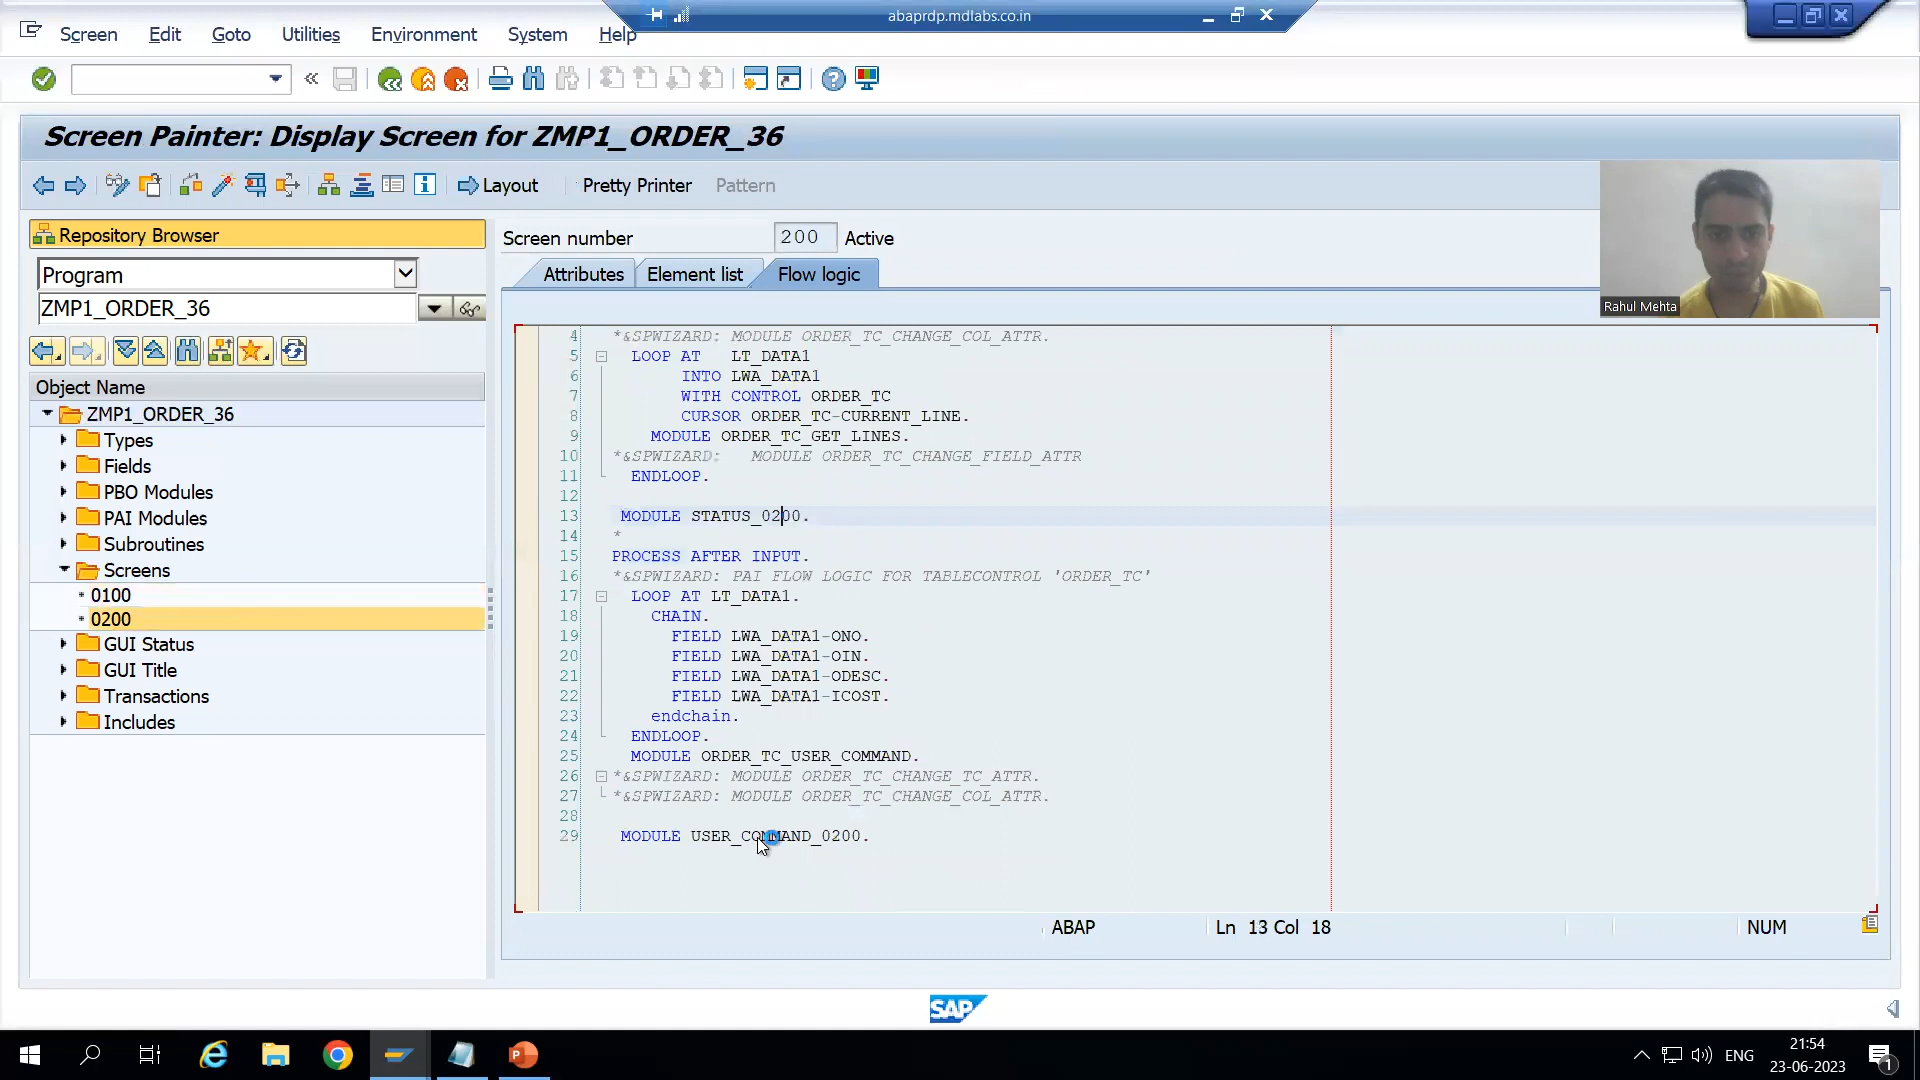 abaprdp.mdlabs.co.in
Screen Edit Goto Utilities Environment System Help
Screen Painter: Display Screen for ZMP1_ORDER_36
Layout Pretty Printer Pattern
Rahul Mehta
Repository Browser
Program
ZMP1_ORDER_36
Object Name
ZMP1_ORDER_36
Types
Fields
PBO Modules
PAI Modules
Subroutines
Screens
0100
0200
GUI Status
GUI Title
Transactions
Includes
Screen number 200 Active
Attributes Element list Flow logic
4 *&SPWIZARD: MODULE ORDER_TC_CHANGE_COL_ATTR.
5 LOOP AT LT_DATA1
6 INTO LWA_DATA1
7 WITH CONTROL ORDER_TC
8 CURSOR ORDER_TC-CURRENT_LINE.
9 MODULE ORDER_TC_GET_LINES.
10 *&SPWIZARD: MODULE ORDER_TC_CHANGE_FIELD_ATTR
11 ENDLOOP.
12
13 MODULE STATUS_0200.
14 *
15 PROCESS AFTER INPUT.
16 *&SPWIZARD: PAI FLOW LOGIC FOR TABLECONTROL 'ORDER_TC'
17 LOOP AT LT_DATA1.
18 CHAIN.
19 FIELD LWA_DATA1-ONO.
20 FIELD LWA_DATA1-OIN.
21 FIELD LWA_DATA1-ODESC.
22 FIELD LWA_DATA1-ICOST.
23 endchain.
24 ENDLOOP.
25 MODULE ORDER_TC_USER_COMMAND.
26 *&SPWIZARD: MODULE ORDER_TC_CHANGE_TC_ATTR.
27 *&SPWIZARD: MODULE ORDER_TC_CHANGE_COL_ATTR.
28
29 MODULE USER_COMMAND_0200.
ABAP Ln 13 Col 18 NUM
SAP
ENG
21:54
23-06-2023
1